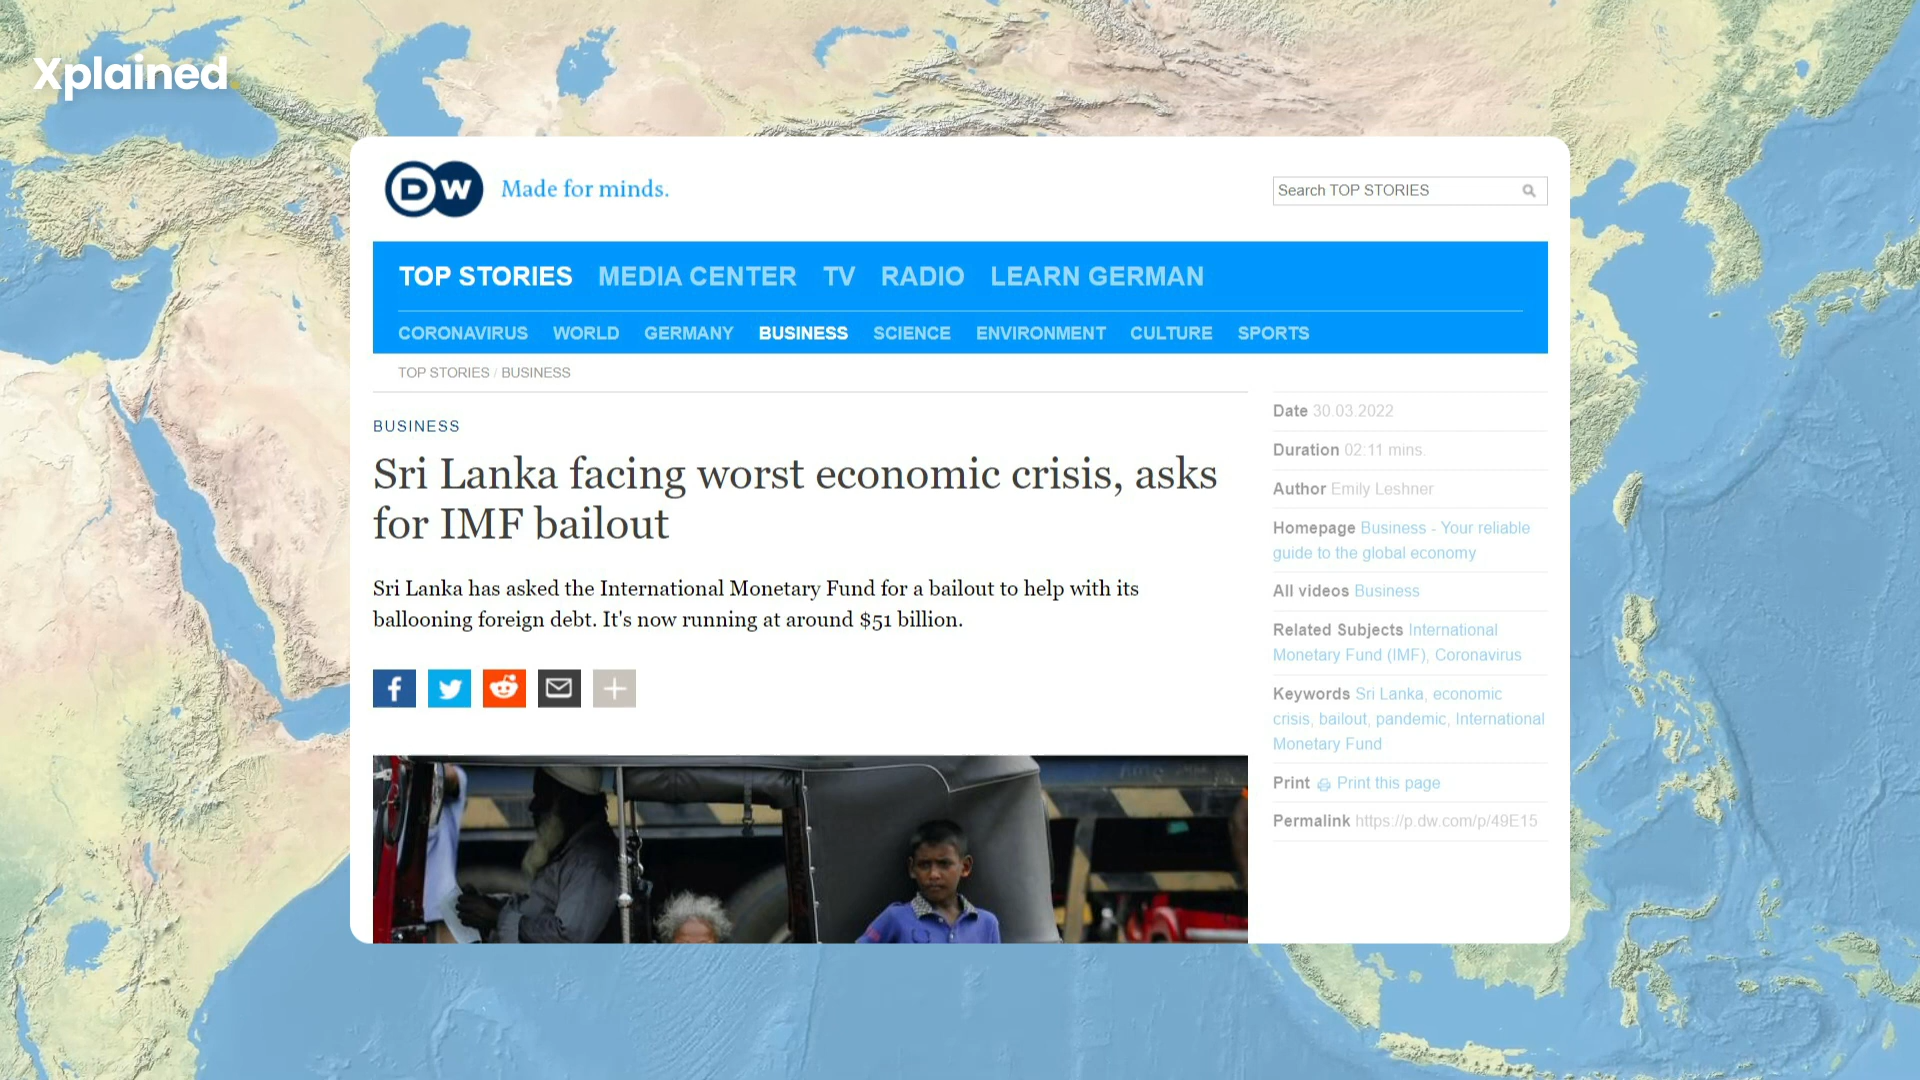 Xplained.
DW Made for minds.
Search TOP STORIES
TOP STORIES MEDIA CENTER TV RADIO LEARN GERMAN
CORONAVIRUS WORLD GERMANY BUSINESS SCIENCE ENVIRONMENT CULTURE SPORTS
TOP STORIES / BUSINESS
BUSINESS
Sri Lanka facing worst economic crisis, asks
for IMF bailout
Sri Lanka has asked the International Monetary Fund for a bailout to help with its
ballooning foreign debt. It's now running at around $51 billion.
Date 30.03.2022
Duration 02:11 mins.
Author Emily Leshner
Homepage Business - Your reliable
guide to the global economy
All videos Business
Related Subjects International
Monetary Fund (IMF), Coronavirus
Keywords Sri Lanka, economic
crisis, bailout, pandemic, International
Monetary Fund
Print Print this page
Permalink https://p.dw.com/p/49E15